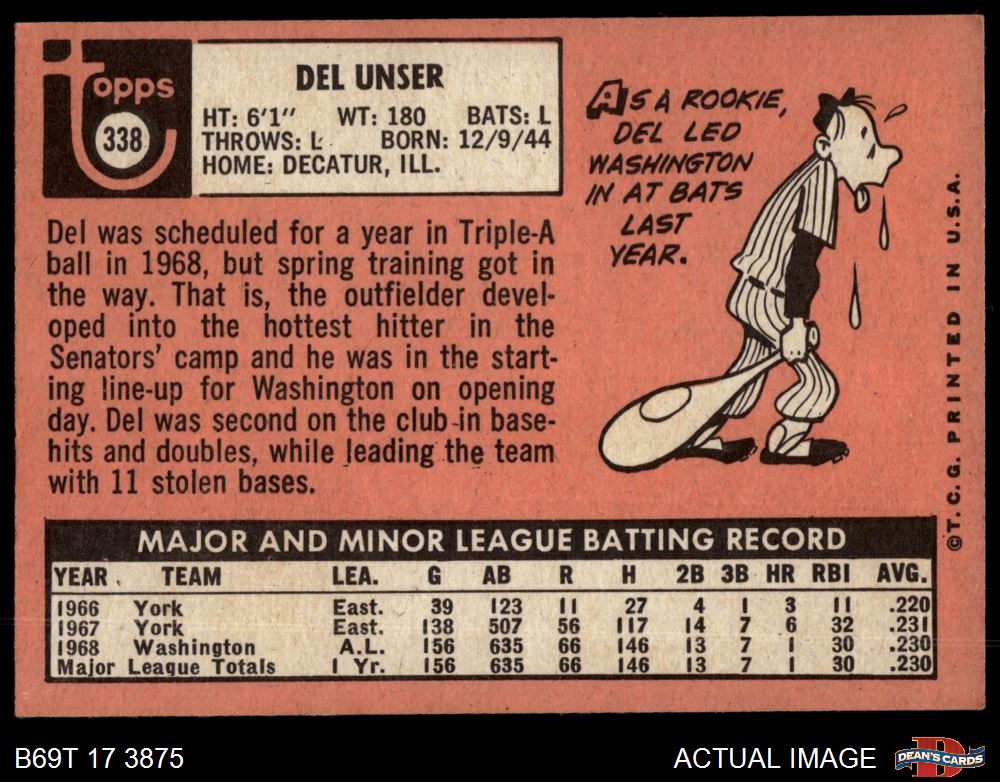 Topps
338
DEL UNSER
HT: 6'1" WT: 180 BATS: L
THROWS: L BORN: 12/9/44
HOME: DECATUR, ILL.
AS A ROOKIE,
DEL LED
WASHINGTON
IN AT BATS
LAST
YEAR.
Del was scheduled for a year in Triple-A
ball in 1968, but spring training got in
the way. That is, the outfielder devel-
oped into the hottest hitter in the
Senators' camp and he was in the start-
ing line-up for Washington on opening
day. Del was second on the club in base-
hits and doubles, while leading the team
with 11 stolen bases.
©T. C. G. PRINTED IN U.S.A.
MAJOR AND MINOR LEAGUE BATTING RECORD
YEAR TEAM LEA. G AB R H 2B 3B HR RBI AVG.
1966 York East. 39 123 11 27 4 1 3 11 .220
1967 York East. 138 507 56 117 14 7 6 32 .231
1968 Washington A.L. 156 635 66 146 13 7 1 30 .230
Major League Totals 1 Yr. 156 635 66 146 13 7 1 30 .230
B69T 17 3875
ACTUAL IMAGE
D
DEAN'S CARDS